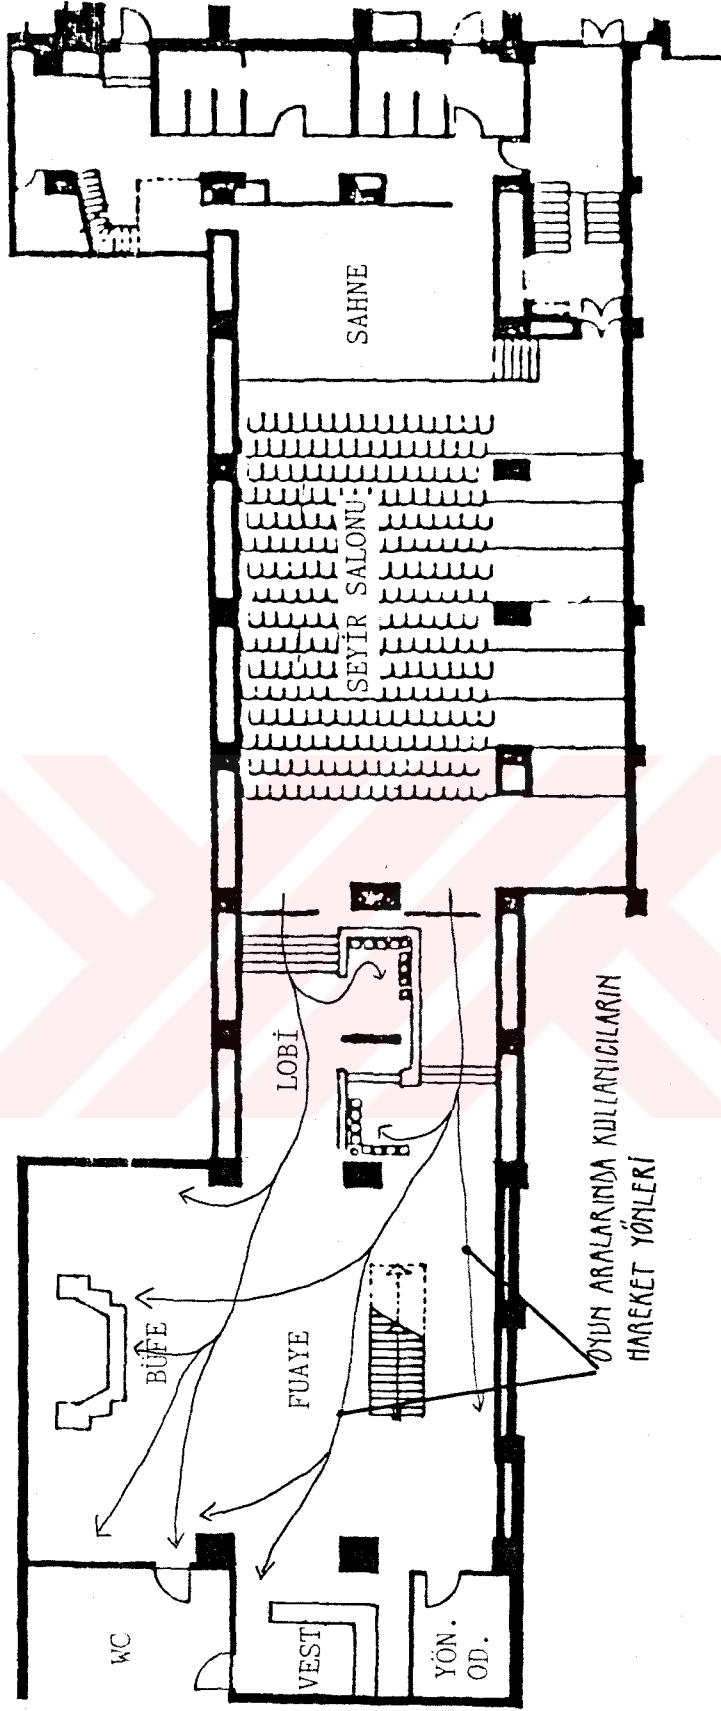 SAHNE
SEYİR SALONU
LOBİ
BÜFE
FUAYE
WC
VEST
YÖN.
OD.
OYUN ARALARINDA KULLANICILARIN
HAREKET YÖNLERİ